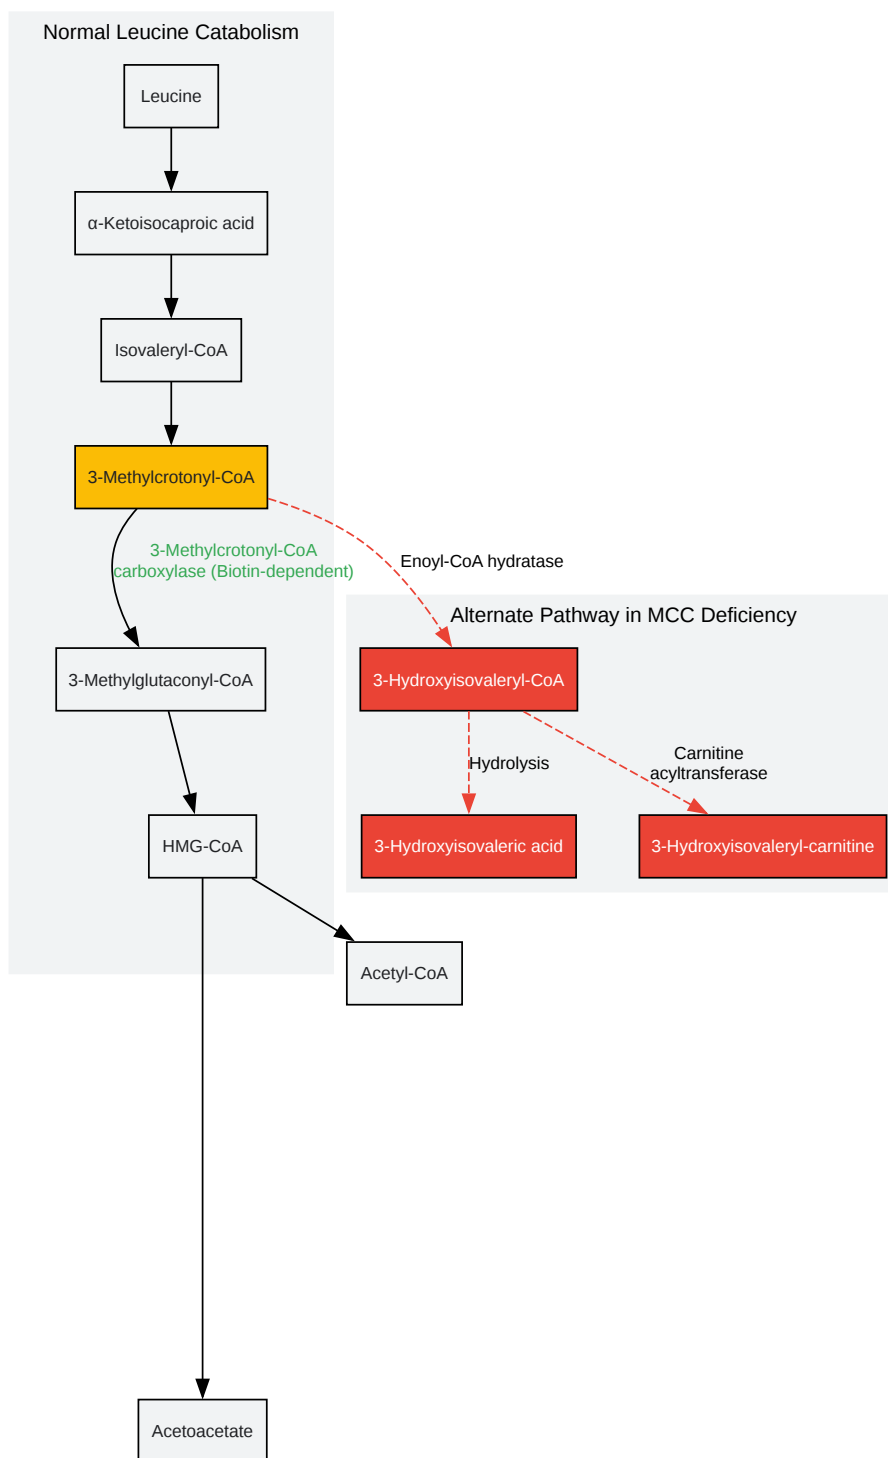 Normal Leucine Catabolism
Leucine
α-Ketoisocaproic acid
Isovaleryl-CoA
3-Methylcrotonyl-CoA
3-Methylcrotonyl-CoA
carboxylase (Biotin-dependent)
Enoyl-CoA hydratase
Alternate Pathway in MCC Deficiency
3-Methylglutaconyl-CoA
3-Hydroxyisovaleryl-CoA
Hydrolysis
Carnitine
acyltransferase
HMG-CoA
3-Hydroxyisovaleric acid
3-Hydroxyisovaleryl-carnitine
Acetyl-CoA
Acetoacetate